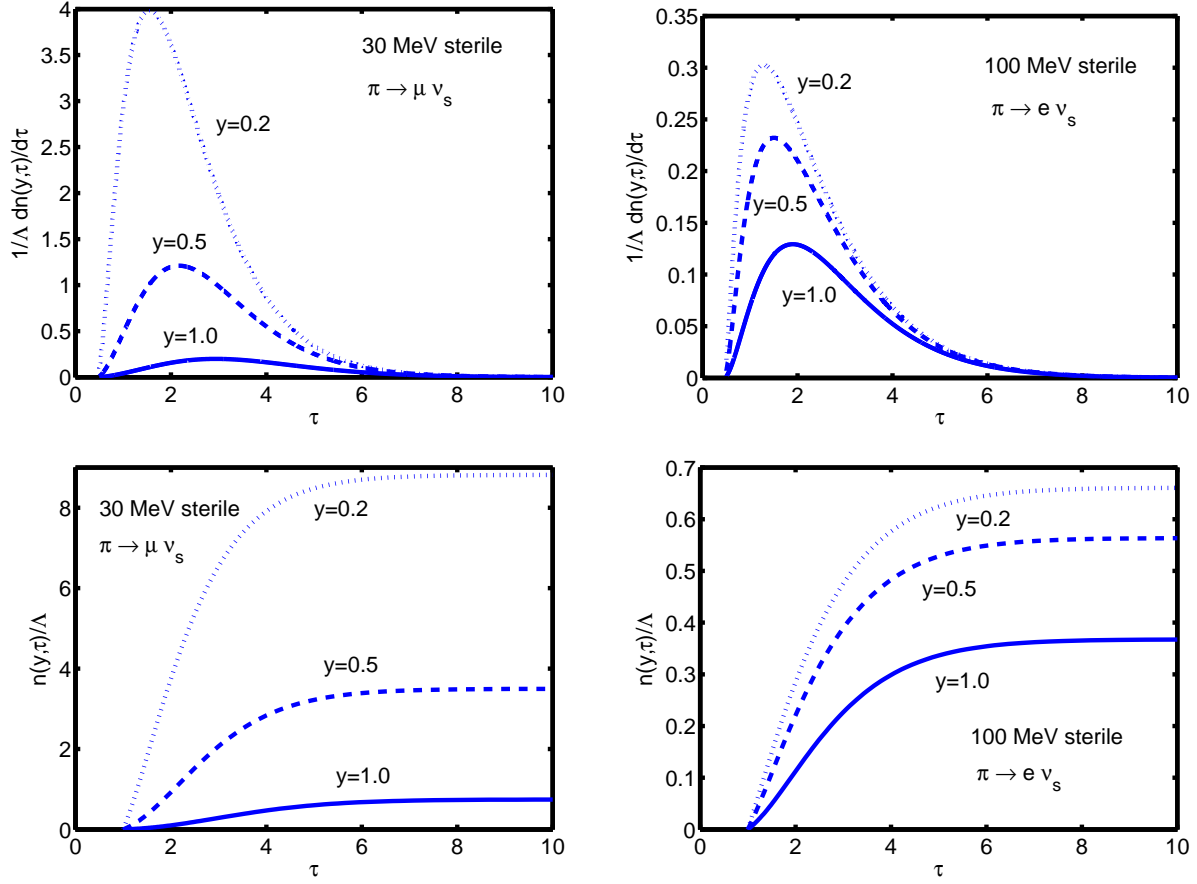 4
3.5
3
2.5
2
1.5
1
0.5
0
1/Λ dn(y,τ)/dτ
30 MeV sterile
π → μ ν_s
y=0.2
y=0.5
y=1.0
0 2 4 6 8 10
τ
0.35
0.3
0.25
0.2
0.15
0.1
0.05
0
1/Λ dn(y,τ)/dτ
100 MeV sterile
π → e ν_s
y=0.2
y=0.5
y=1.0
0 2 4 6 8 10
τ
8
6
4
2
0
n(y,τ)/Λ
30 MeV sterile
π → μ ν_s
y=0.2
y=0.5
y=1.0
0 2 4 6 8 10
τ
0.7
0.6
0.5
0.4
0.3
0.2
0.1
0
n(y,τ)/Λ
y=0.2
y=0.5
y=1.0
100 MeV sterile
π → e ν_s
0 2 4 6 8 10
τ